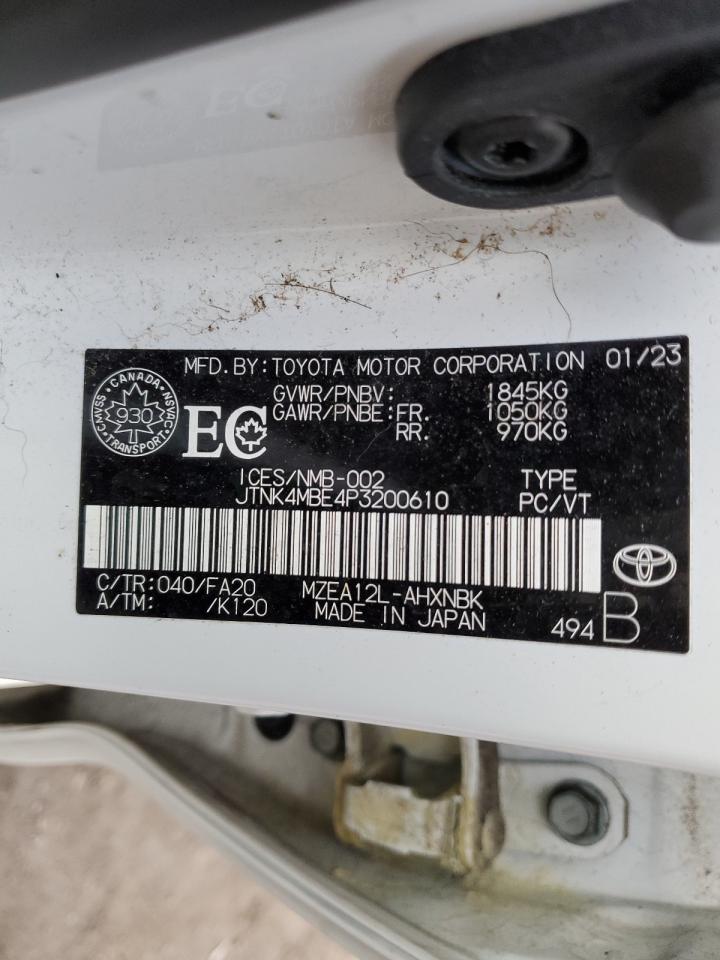 MFD.BY:TOYOTA MOTOR CORPORATION 01/23
GVWR/PNBV: 1845KG
GAWR/PNBE:FR. 1050KG
RR. 970KG
CANADA
CMVSS NSVAC
930
TRANSPORT
EC
ICES/NMB-002 TYPE
JTNK4MBE4P3200610 PC/VT
C/TR:040/FA20 MZEA12L-AHXNBK
A/TM: /K120 MADE IN JAPAN
494 B